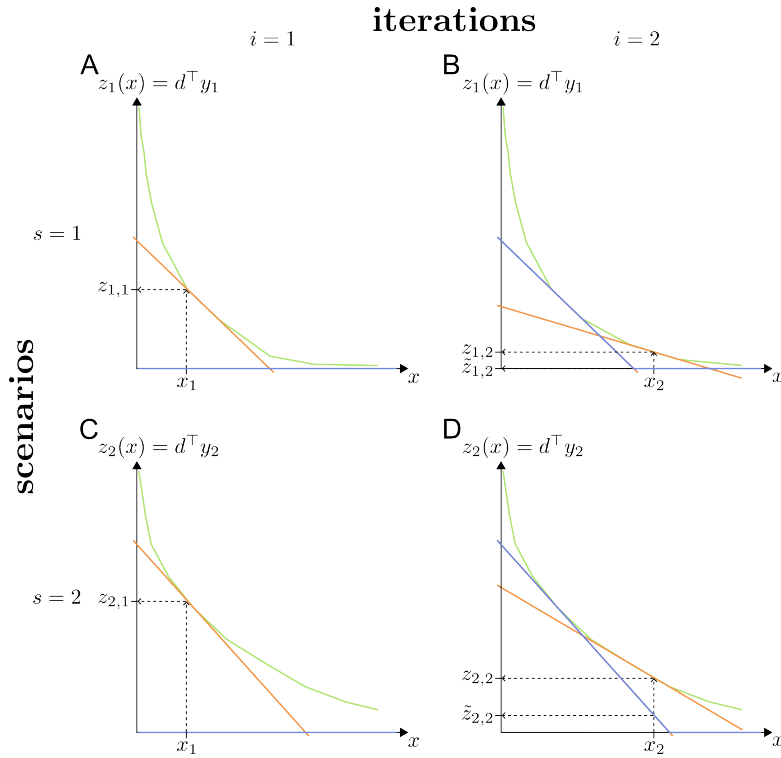 iterations
i = 1
i = 2
A
B
z₁(x) = d⊤y₁
z₁(x) = d⊤y₁
s = 1
z₁,₁
z₁,₂
z̃₁,₂
x₁
x
x₂
x
scenarios
C
D
z₂(x) = d⊤y₂
z₂(x) = d⊤y₂
s = 2
z₂,₁
z₂,₂
z̃₂,₂
x₁
x
x₂
x